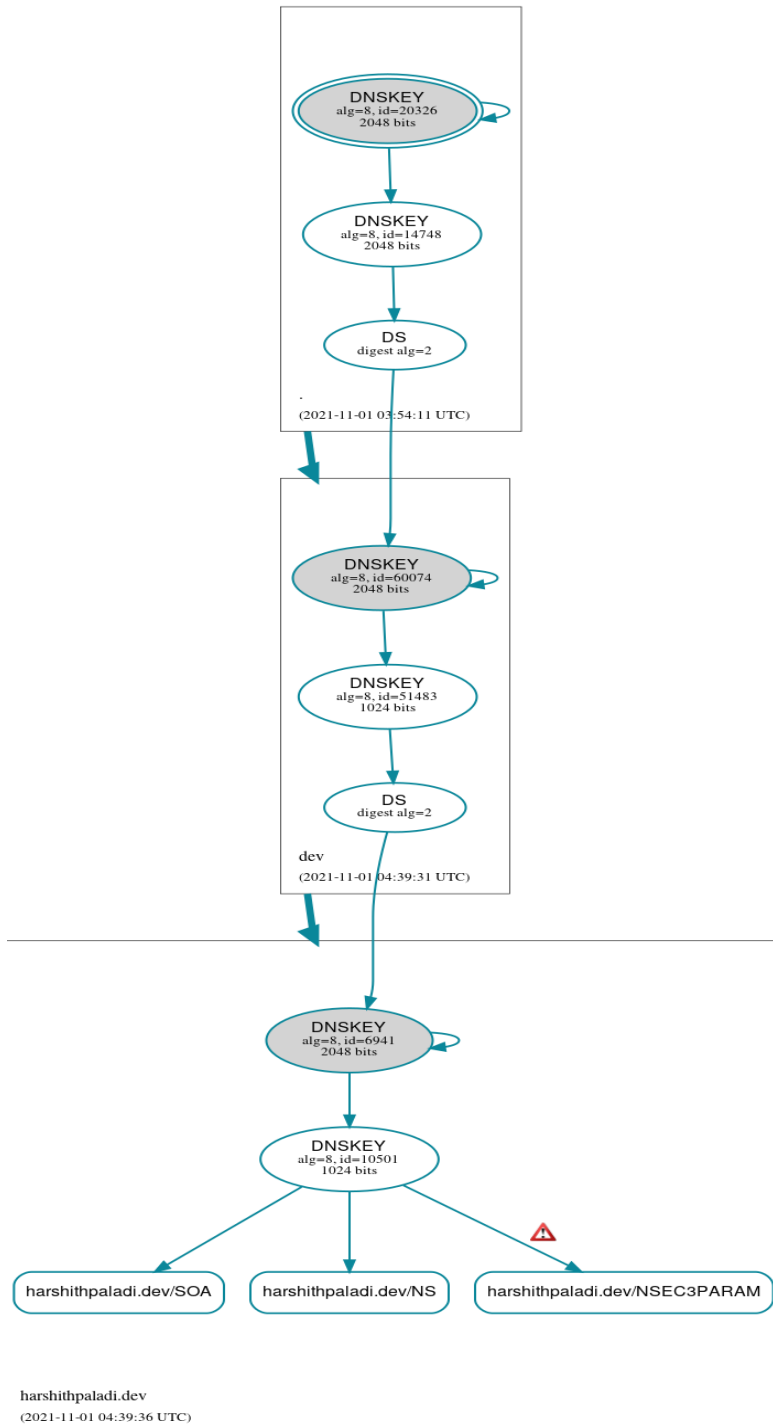 DNSKEY
alg=8, id=20326
2048 bits
DNSKEY
alg=8, id=14748
2048 bits
DS
digest alg=2
.
(2021-11-01 03:54:11 UTC)
DNSKEY
alg=8, id=60074
2048 bits
DNSKEY
alg=8, id=51483
1024 bits
DS
digest alg=2
dev
(2021-11-01 04:39:31 UTC)
DNSKEY
alg=8, id=6941
2048 bits
DNSKEY
alg=8, id=10501
1024 bits
harshithpaladi.dev/SOA
harshithpaladi.dev/NS
harshithpaladi.dev/NSEC3PARAM
harshithpaladi.dev
(2021-11-01 04:39:36 UTC)